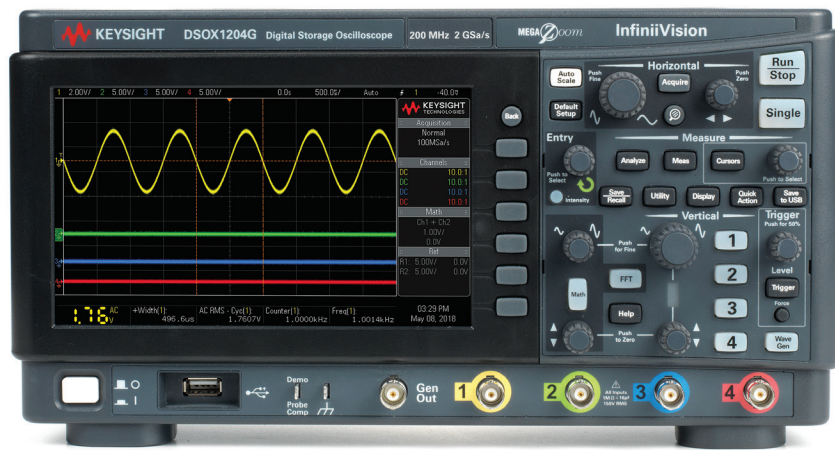 KEYSIGHT DSOX1204G Digital Storage Oscilloscope 200 MHz 2 GSa/s MEGA Zoom InfiniiVision
1 2.00V/ 2 5.00V/ 3 5.00V/ 4 5.00V/ 0.0s 500.0 Auto 1 -40.0
KEYSIGHT
TECHNOLOGIES
Acquisition
Normal
100MSa/s
Channels
DC 10.0:1
DC 10.0:1
DC 10.0:1
DC 10.0:1
Math
Ch1 + Ch2
1.00V/
0.0V
Ref
R1 5.00V/ 0.0V
R2 5.00V/ 0.0V
1.76 AC V
+Width(1): 496.6us
AC RMS - Cyc(1): 1.7607V
Counter(1): 1.0000kHz
Freq(1): 1.0014kHz
03:29 PM
May 08, 2018
Back
Horizontal
Auto Scale
Push Fine
Acquire
Push Zero
Run Stop
Default Setup
Single
Entry
Measure
Push to Select
Analyze
Meas
Cursors
Push to Select
Intensity
Save Recall
Utility
Display
Quick Action
Save to USB
Vertical
Trigger
Push for 50%
Push for Fine
1
2
3
4
FFT
Math
Help
Push to Zero
Level
Trigger
Force
Wave Gen
Demo
Probe Comp
Gen Out
1
2
All Inputs
1MΩ ≈ 16pF
150V RMS
3
4